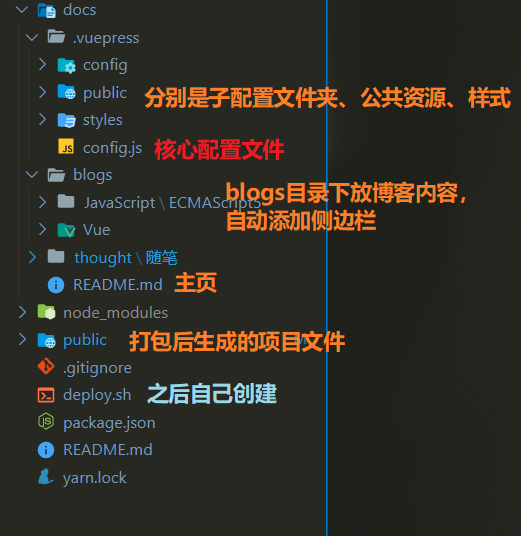 docs
.vuepress
config
public
分别是子配置文件夹、公共资源、样式
styles
config.js 核心配置文件
blogs
blogs目录下放博客内容，
JavaScript \ ECMAScript5
自动添加侧边栏
Vue
thought \ 随笔
README.md 主页
node_modules
public 打包后生成的项目文件
.gitignore
deploy.sh 之后自己创建
package.json
README.md
yarn.lock